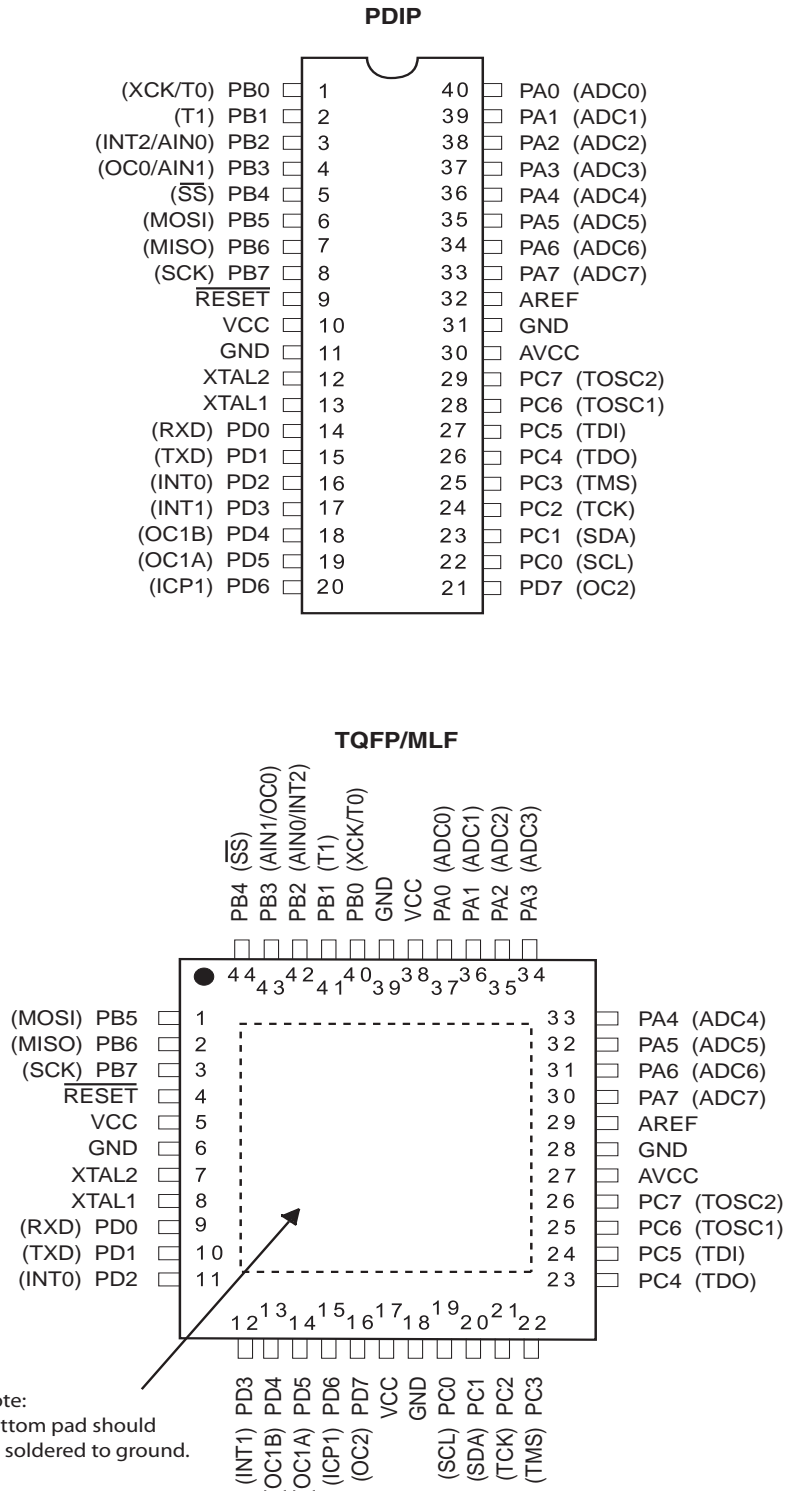 PDIP
(XCK/T0) PB0 1 40 PA0 (ADC0)
(T1) PB1 2 39 PA1 (ADC1)
(INT2/AIN0) PB2 3 38 PA2 (ADC2)
(OC0/AIN1) PB3 4 37 PA3 (ADC3)
(SS) PB4 5 36 PA4 (ADC4)
(MOSI) PB5 6 35 PA5 (ADC5)
(MISO) PB6 7 34 PA6 (ADC6)
(SCK) PB7 8 33 PA7 (ADC7)
RESET 9 32 AREF
VCC 10 31 GND
GND 11 30 AVCC
XTAL2 12 29 PC7 (TOSC2)
XTAL1 13 28 PC6 (TOSC1)
(RXD) PD0 14 27 PC5 (TDI)
(TXD) PD1 15 26 PC4 (TDO)
(INT0) PD2 16 25 PC3 (TMS)
(INT1) PD3 17 24 PC2 (TCK)
(OC1B) PD4 18 23 PC1 (SDA)
(OC1A) PD5 19 22 PC0 (SCL)
(ICP1) PD6 20 21 PD7 (OC2)
TQFP/MLF
PB4 (SS)
PB3 (AIN1/OC0)
PB2 (AIN0/INT2)
PB1 (T1)
PB0 (XCK/T0)
GND
VCC
PA0 (ADC0)
PA1 (ADC1)
PA2 (ADC2)
PA3 (ADC3)
44 43 42 41 40 39 38 37 36 35 34
(MOSI) PB5 1 33 PA4 (ADC4)
(MISO) PB6 2 32 PA5 (ADC5)
(SCK) PB7 3 31 PA6 (ADC6)
RESET 4 30 PA7 (ADC7)
VCC 5 29 AREF
GND 6 28 GND
XTAL2 7 27 AVCC
XTAL1 8 26 PC7 (TOSC2)
(RXD) PD0 9 25 PC6 (TOSC1)
(TXD) PD1 10 24 PC5 (TDI)
(INT0) PD2 11 23 PC4 (TDO)
12 13 14 15 16 17 18 19 20 21 22
(INT1) PD3
(OC1B) PD4
(OC1A) PD5
(ICP1) PD6
(OC2) PD7
VCC
GND
(SCL) PC0
(SDA) PC1
(TCK) PC2
(TMS) PC3
ote:
ttom pad should
soldered to ground.